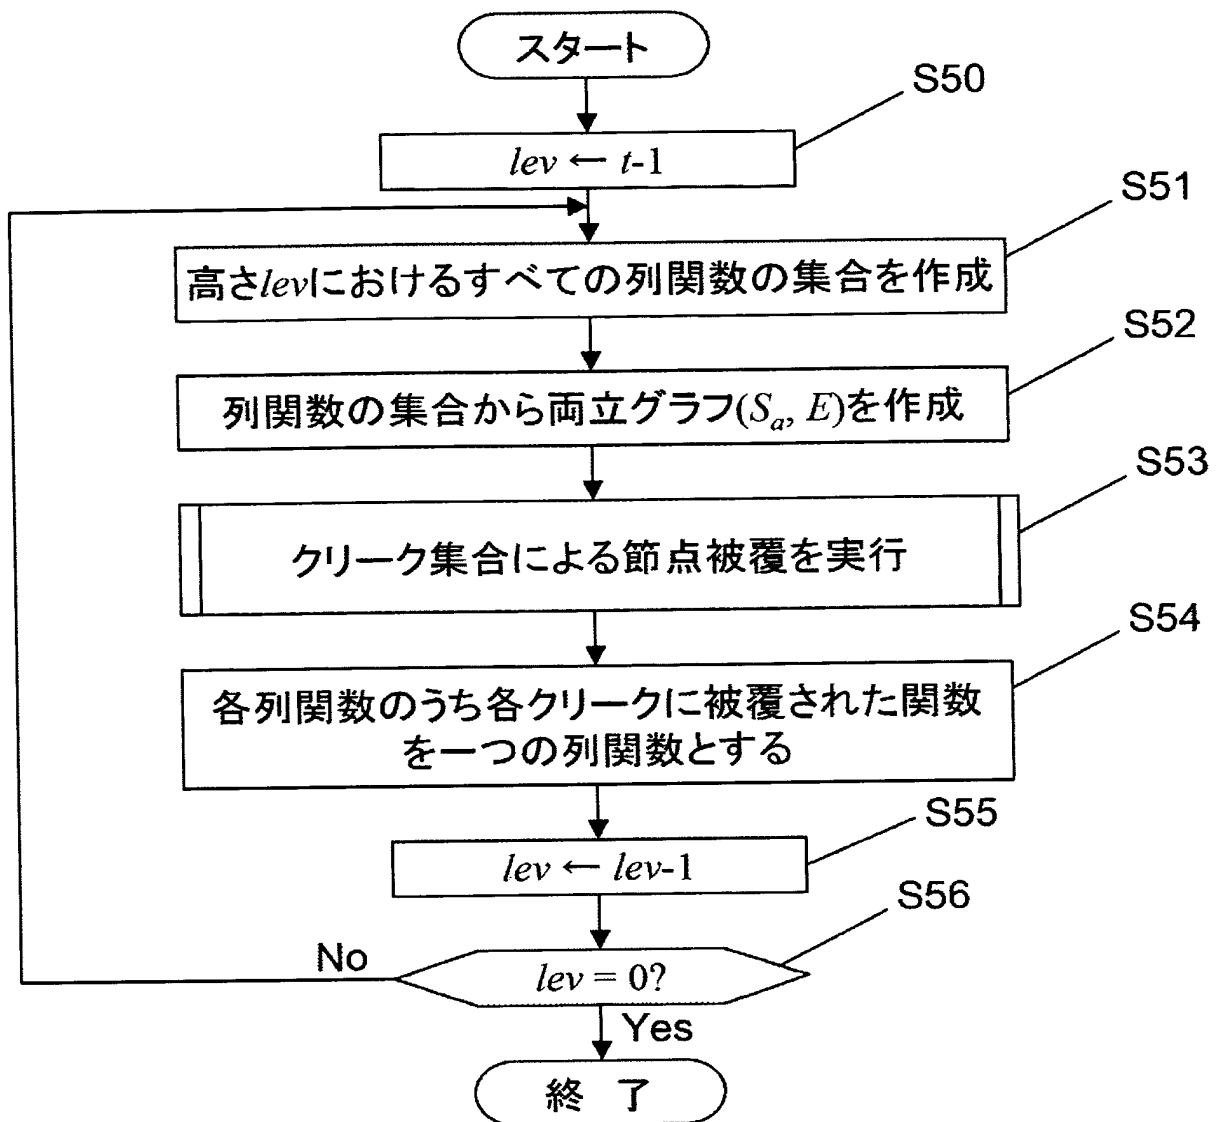 スタート
S50
lev ← t-1
S51
高さlevにおけるすべての列関数の集合を作成
S52
列関数の集合から両立グラフ(Sa, E)を作成
S53
クリーク集合による節点被覆を実行
S54
各列関数のうち各クリークに被覆された関数
を一つの列関数とする
S55
lev ← lev-1
S56
No
lev = 0?
Yes
終 了